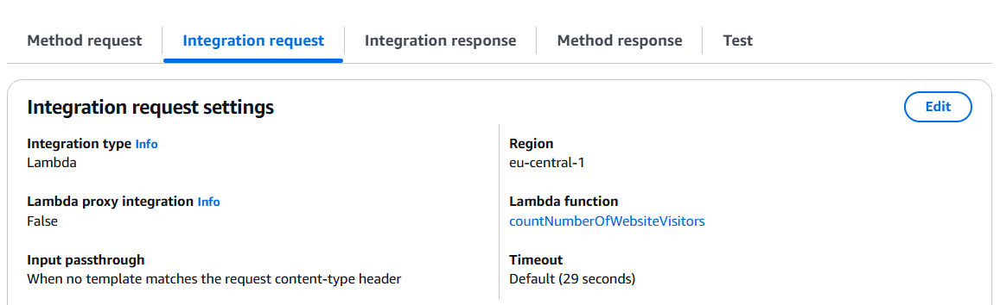 Method request
Integration request
Integration response
Method response
Test
Integration request settings
Edit
Integration type Info
Lambda
Region
eu-central-1
Lambda proxy integration Info
False
Lambda function
countNumberOfWebsiteVisitors
Input passthrough
When no template matches the request content-type header
Timeout
Default (29 seconds)